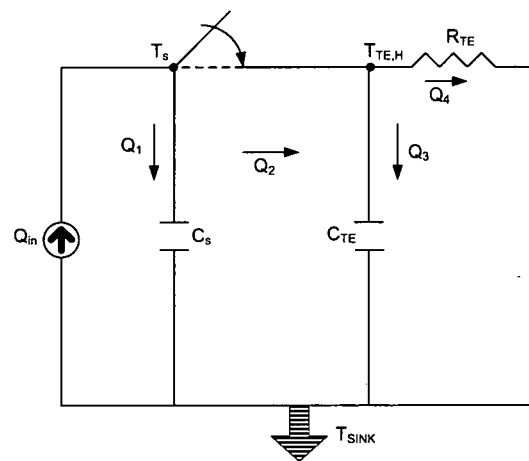 T_s
T_TE,H
R_TE
Q_4
Q_1
Q_2
Q_3
Q_in
C_s
C_TE
T_SINK